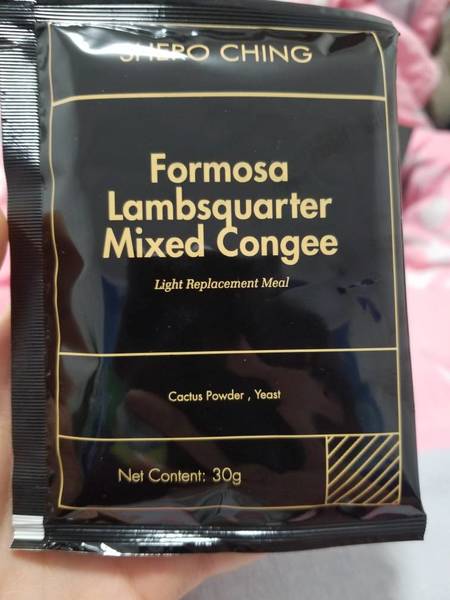 SHERO CHING
Formosa
Lambsquarter
Mixed Congee
Light Replacement Meal
Cactus Powder , Yeast
Net Content: 30g